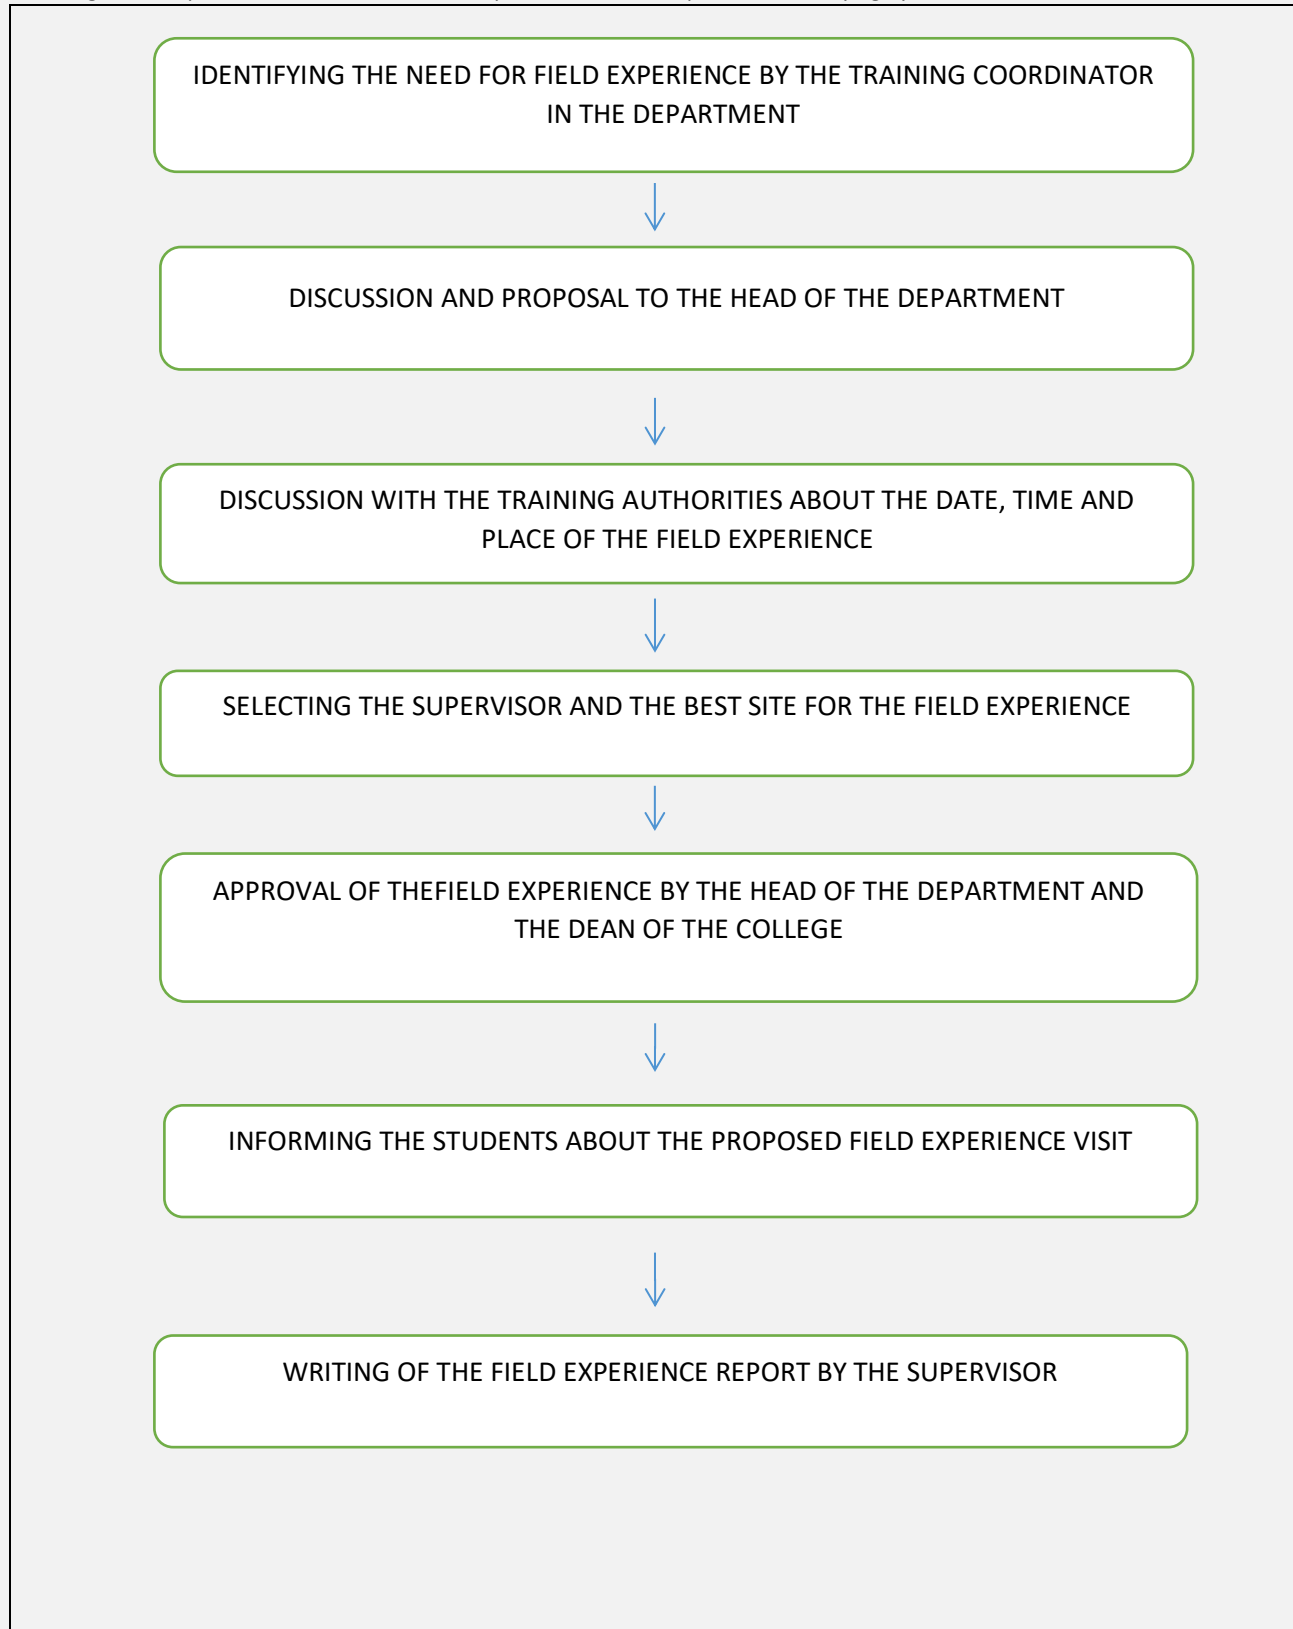 IDENTIFYING THE NEED FOR FIELD EXPERIENCE BY THE TRAINING COORDINATOR
IN THE DEPARTMENT
DISCUSSION AND PROPOSAL TO THE HEAD OF THE DEPARTMENT
DISCUSSION WITH THE TRAINING AUTHORITIES ABOUT THE DATE, TIME AND
PLACE OF THE FIELD EXPERIENCE
SELECTING THE SUPERVISOR AND THE BEST SITE FOR THE FIELD EXPERIENCE
APPROVAL OF THEFIELD EXPERIENCE BY THE HEAD OF THE DEPARTMENT AND
THE DEAN OF THE COLLEGE
INFORMING THE STUDENTS ABOUT THE PROPOSED FIELD EXPERIENCE VISIT
WRITING OF THE FIELD EXPERIENCE REPORT BY THE SUPERVISOR